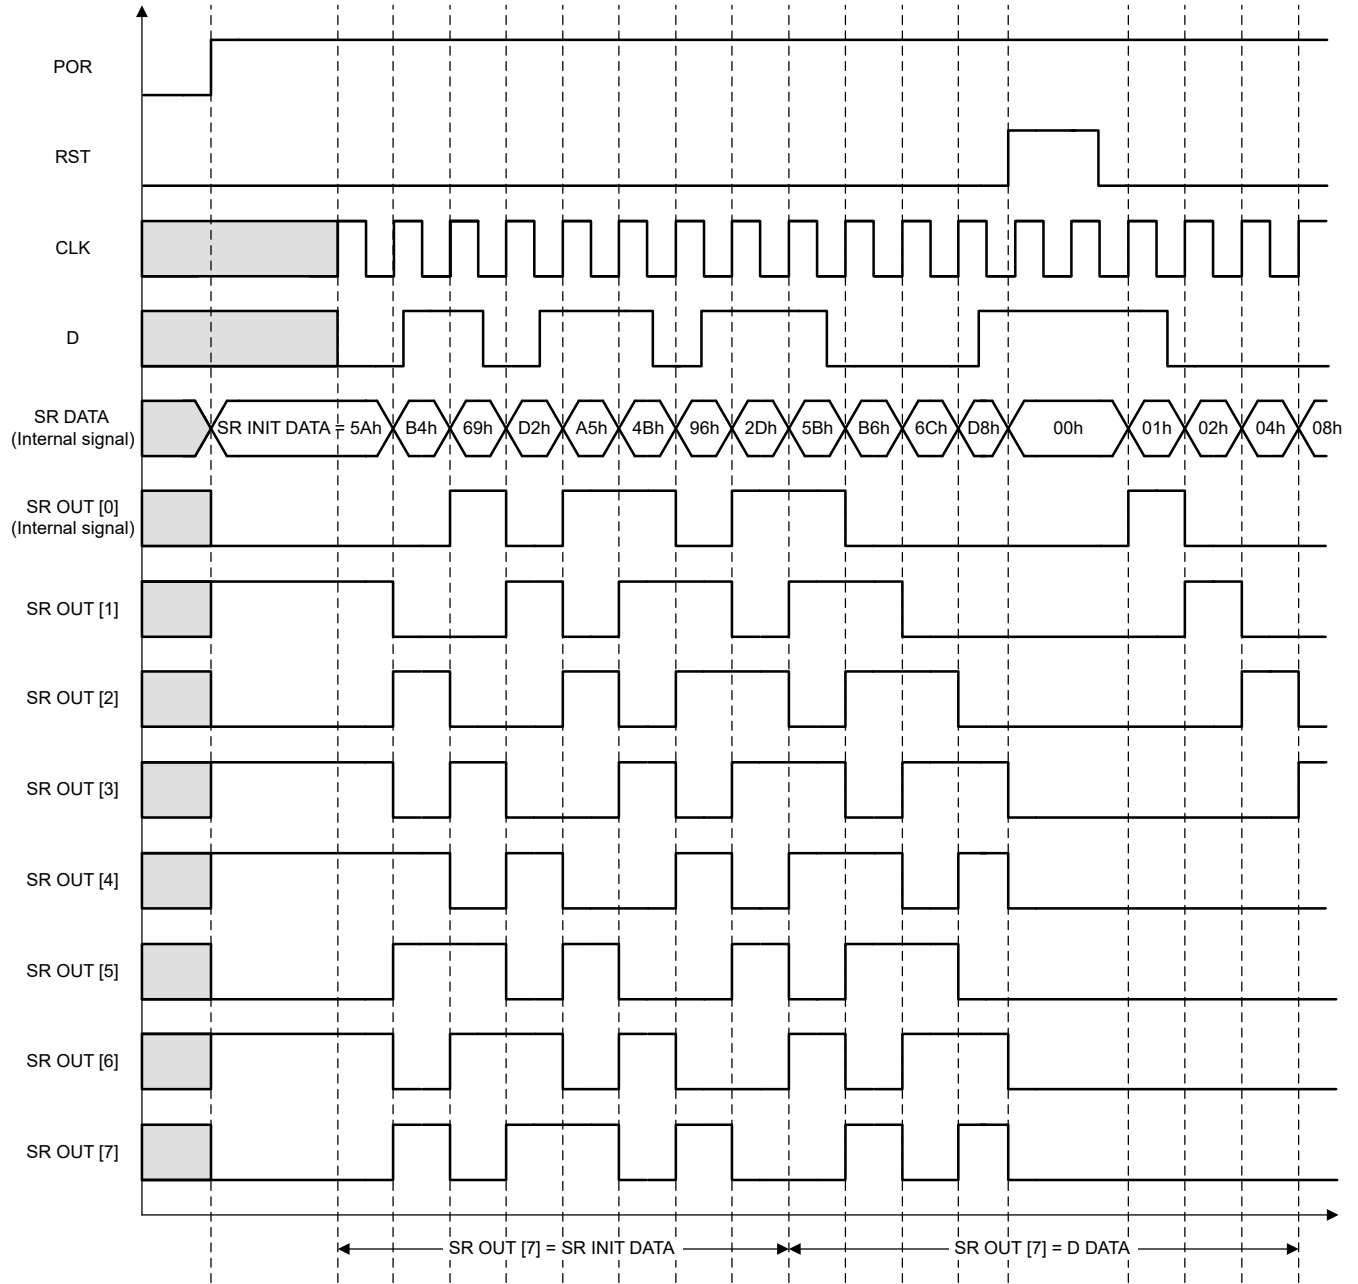 POR
RST
CLK
D
SR DATA
(Internal signal)
SR INIT DATA = 5Ah B4h 69h D2h A5h 4Bh 96h 2Dh 5Bh B6h 6Ch D8h 00h 01h 02h 04h 08h
SR OUT [0]
(Internal signal)
SR OUT [1]
SR OUT [2]
SR OUT [3]
SR OUT [4]
SR OUT [5]
SR OUT [6]
SR OUT [7]
SR OUT [7] = SR INIT DATA SR OUT [7] = D DATA